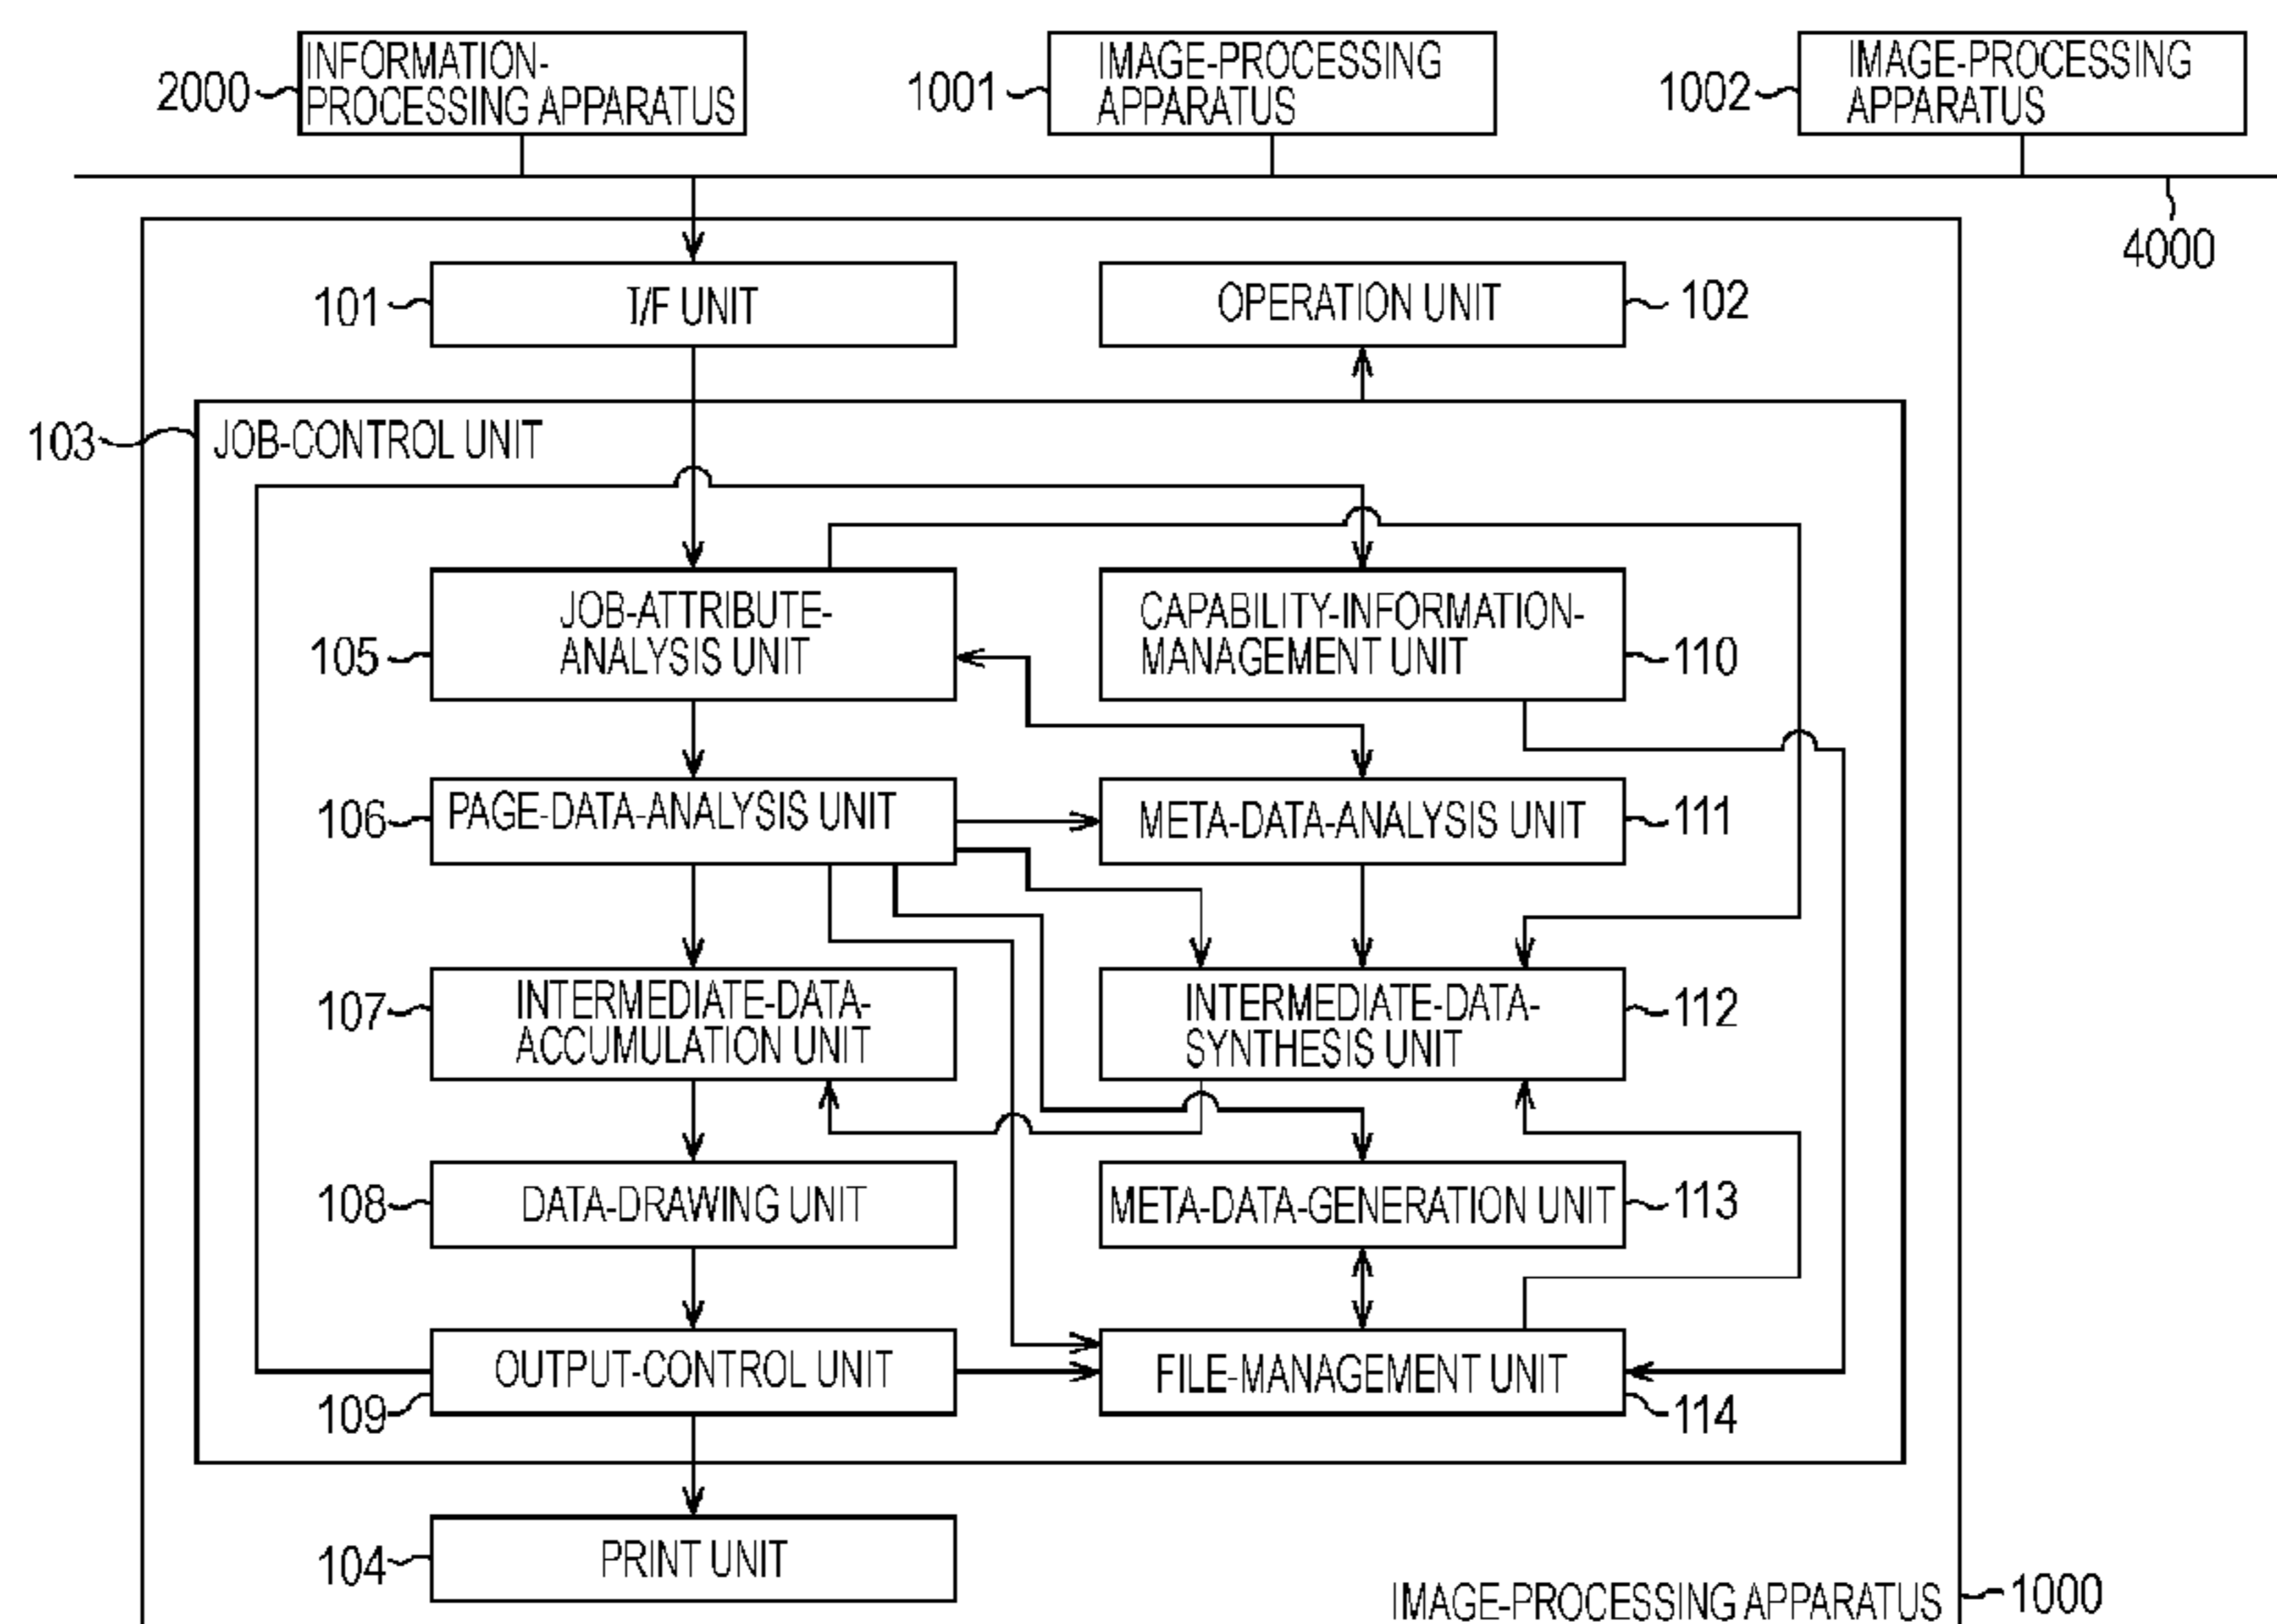 2000
INFORMATION-
PROCESSING APPARATUS
1001
IMAGE-PROCESSING
APPARATUS
1002
IMAGE-PROCESSING
APPARATUS
4000
101
I/F UNIT
OPERATION UNIT
102
103
JOB-CONTROL UNIT
105
JOB-ATTRIBUTE-
ANALYSIS UNIT
CAPABILITY-INFORMATION-
MANAGEMENT UNIT
110
106
PAGE-DATA-ANALYSIS UNIT
META-DATA-ANALYSIS UNIT
111
107
INTERMEDIATE-DATA-
ACCUMULATION UNIT
INTERMEDIATE-DATA-
SYNTHESIS UNIT
112
108
DATA-DRAWING UNIT
META-DATA-GENERATION UNIT
113
109
OUTPUT-CONTROL UNIT
FILE-MANAGEMENT UNIT
114
104
PRINT UNIT
IMAGE-PROCESSING APPARATUS
1000